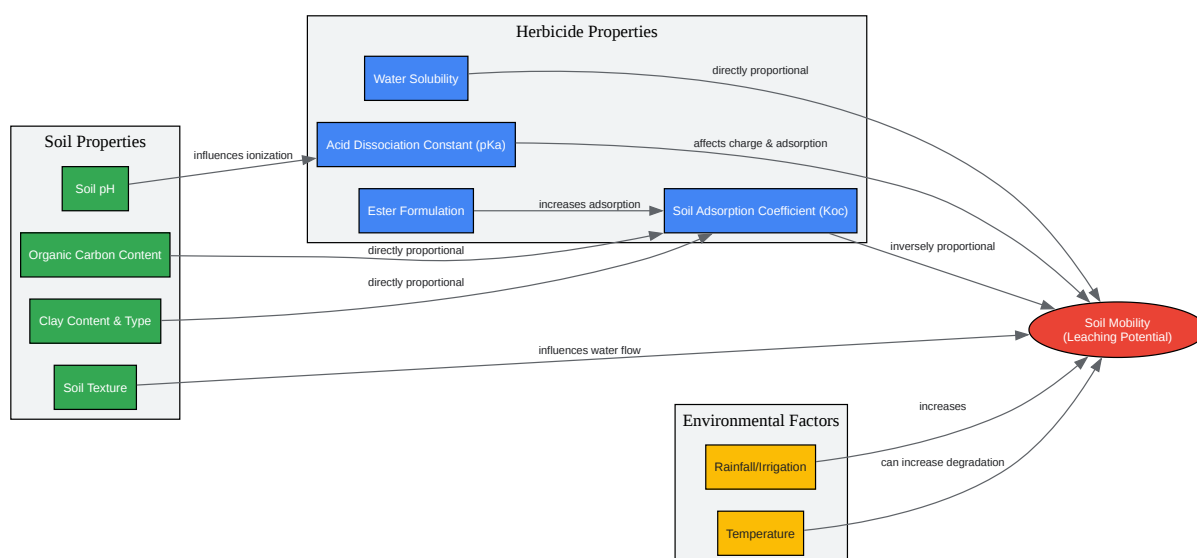 Herbicide Properties
Water Solubility
directly proportional
Soil Properties
Acid Dissociation Constant (pKa)
affects charge & adsorption
influences ionization
Soil pH
Ester Formulation
increases adsorption
Soil Adsorption Coefficient (Koc)
Organic Carbon Content
directly proportional
inversely proportional
directly proportional
Clay Content & Type
Soil Mobility
(Leaching Potential)
influences water flow
Soil Texture
increases
Environmental Factors
Rainfall/Irrigation
can increase degradation
Temperature